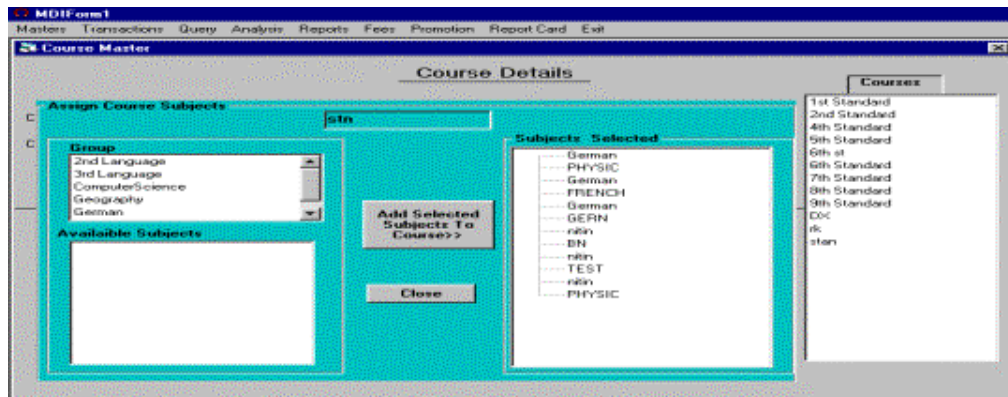 MDIForm1
Masters Transactions Query Analysis Reports Fees Promotion Report Card Exit
Course Master
Course Details
Courses
Assign Course Subjects
stn
Group
2nd Language
3rd Language
ComputerScience
Geography
German
Availaible Subjects
Add Selected
Subjects To
Course>>
Close
Subjects Selected
German
PHYSIC
German
FRENCH
German
GERN
nitin
BN
nitin
TEST
nitin
PHYSIC
1st Standard
2nd Standard
4th Standard
5th Standard
6th st
6th Standard
7th Standard
8th Standard
9th Standard
DX
rk
stan